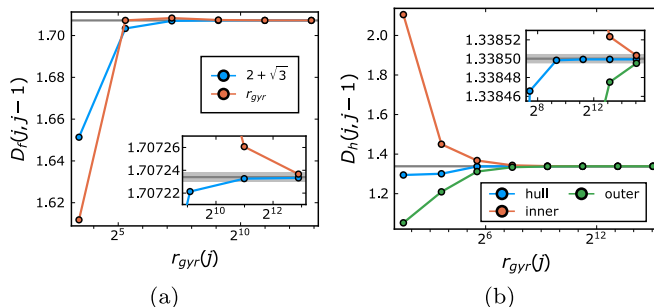 (a)
1.70
1.68
1.66
1.64
1.62
D_f(j, j − 1)
2 + √3
r_gyr
1.70726
1.70724
1.70722
2^10
2^12
2^5
2^10
r_gyr(j)
(a)
(b)
2.0
1.8
1.6
1.4
1.2
D_h(j, j − 1)
1.33852
1.33850
1.33848
1.33846
2^8
2^12
hull
outer
inner
2^6
2^12
r_gyr(j)
(b)